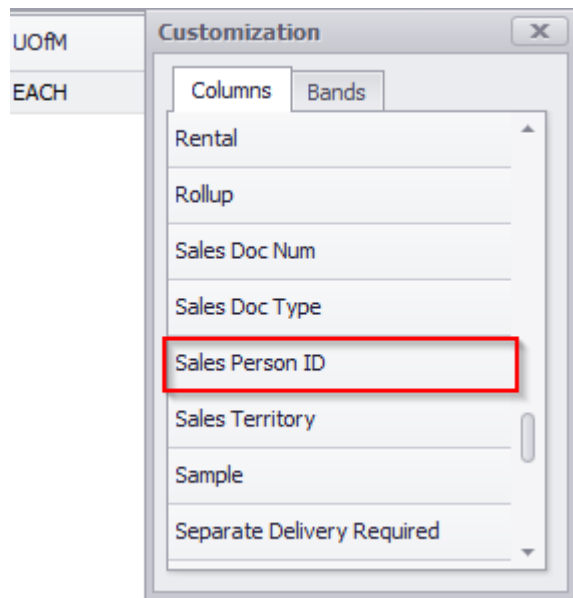 UOfM
EACH
Customization
Columns
Bands
Rental
Rollup
Sales Doc Num
Sales Doc Type
Sales Person ID
Sales Territory
Sample
Separate Delivery Required